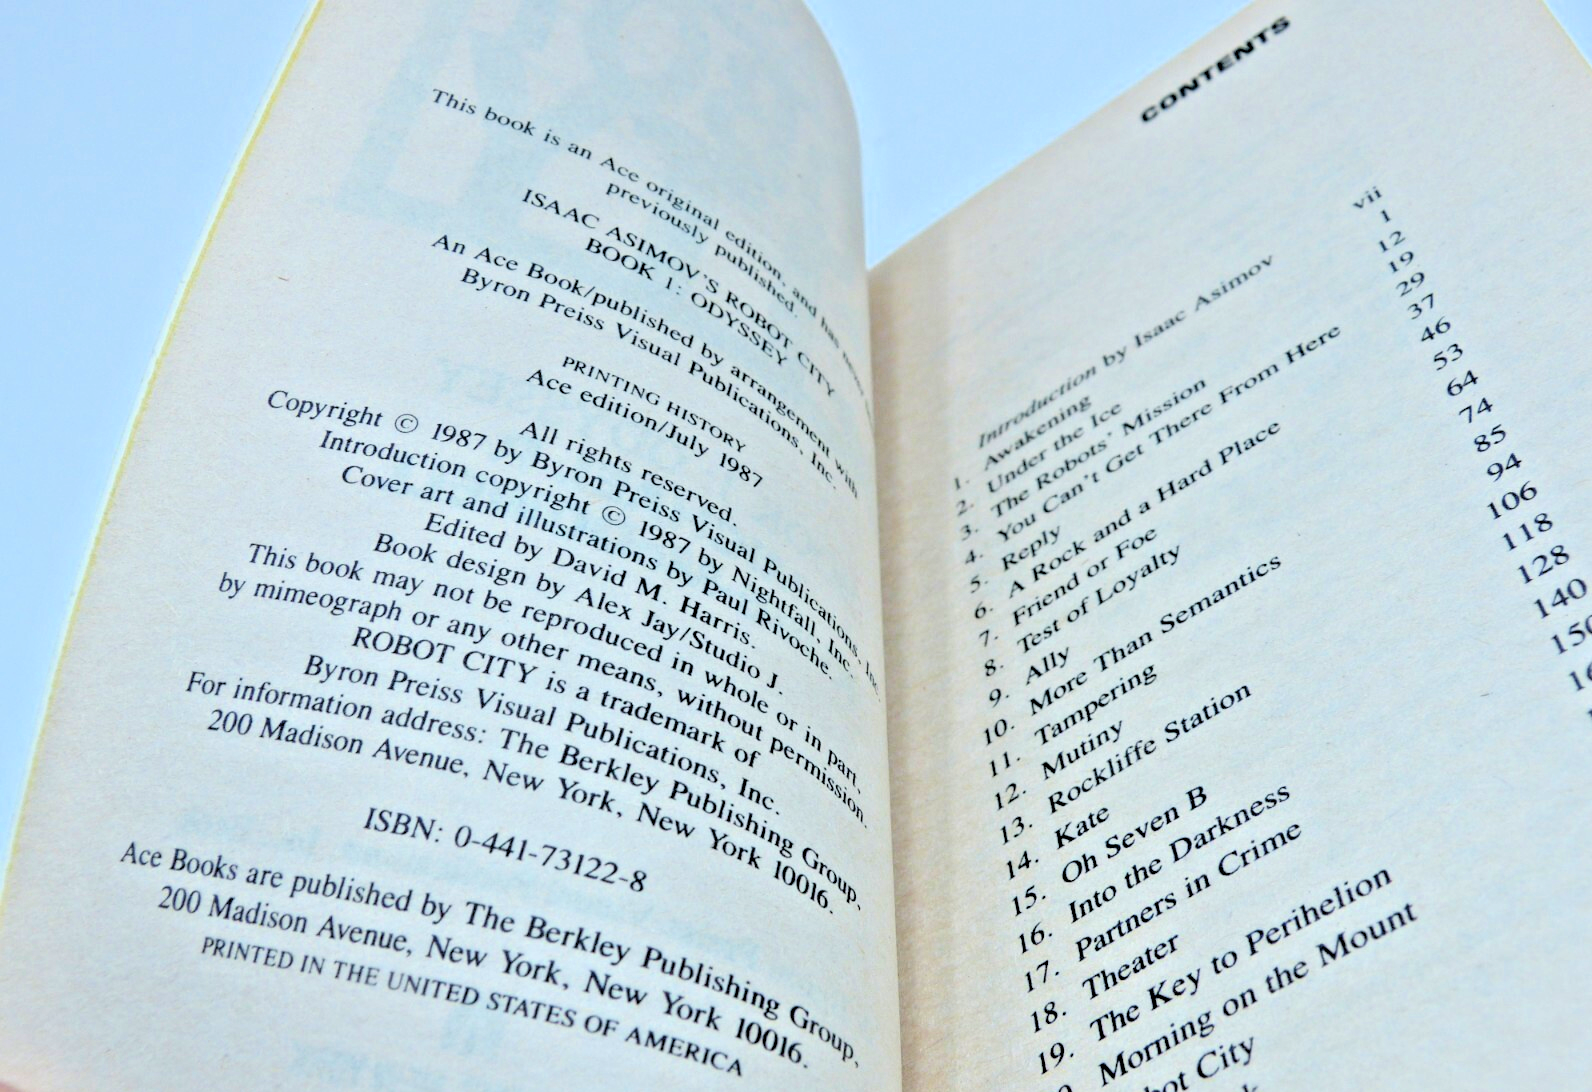 This book is an Ace original edition, and has never
previously published.
ISAAC ASIMOV'S ROBOT CITY
BOOK 1: ODYSSEY
An Ace Book/published by arrangement with
Byron Preiss Visual Publications, Inc.
PRINTING HISTORY
Ace edition/July 1987
All rights reserved.
Copyright © 1987 by Byron Preiss Visual Publications, Inc.
Introduction copyright © 1987 by Nightfall, Inc.
Cover art and illustrations by Paul Rivoche.
Edited by David M. Harris.
Book design by Alex Jay/Studio J.
This book may not be reproduced in whole or in part,
by mimeograph or any other means, without permission.
ROBOT CITY is a trademark of
Byron Preiss Visual Publications, Inc.
For information address: The Berkley Publishing Group,
200 Madison Avenue, New York, New York 10016.
ISBN: 0-441-73122-8
Ace Books are published by The Berkley Publishing Group,
200 Madison Avenue, New York, New York 10016.
PRINTED IN THE UNITED STATES OF AMERICA
CONTENTS
Introduction by Isaac Asimov vii
1. Awakening 1
2. Under the Ice 12
3. The Robots' Mission 19
4. You Can't Get There From Here 29
5. Reply 37
6. A Rock and a Hard Place 46
7. Friend or Foe 53
8. Test of Loyalty 64
9. Ally 74
10. More Than Semantics 85
11. Tampering 94
12. Mutiny 106
13. Rockliffe Station 118
14. Kate 128
15. Oh Seven B 140
16. Into the Darkness 150
17. Partners in Crime
18. Theater
19. The Key to Perihelion
Morning on the Mount
City